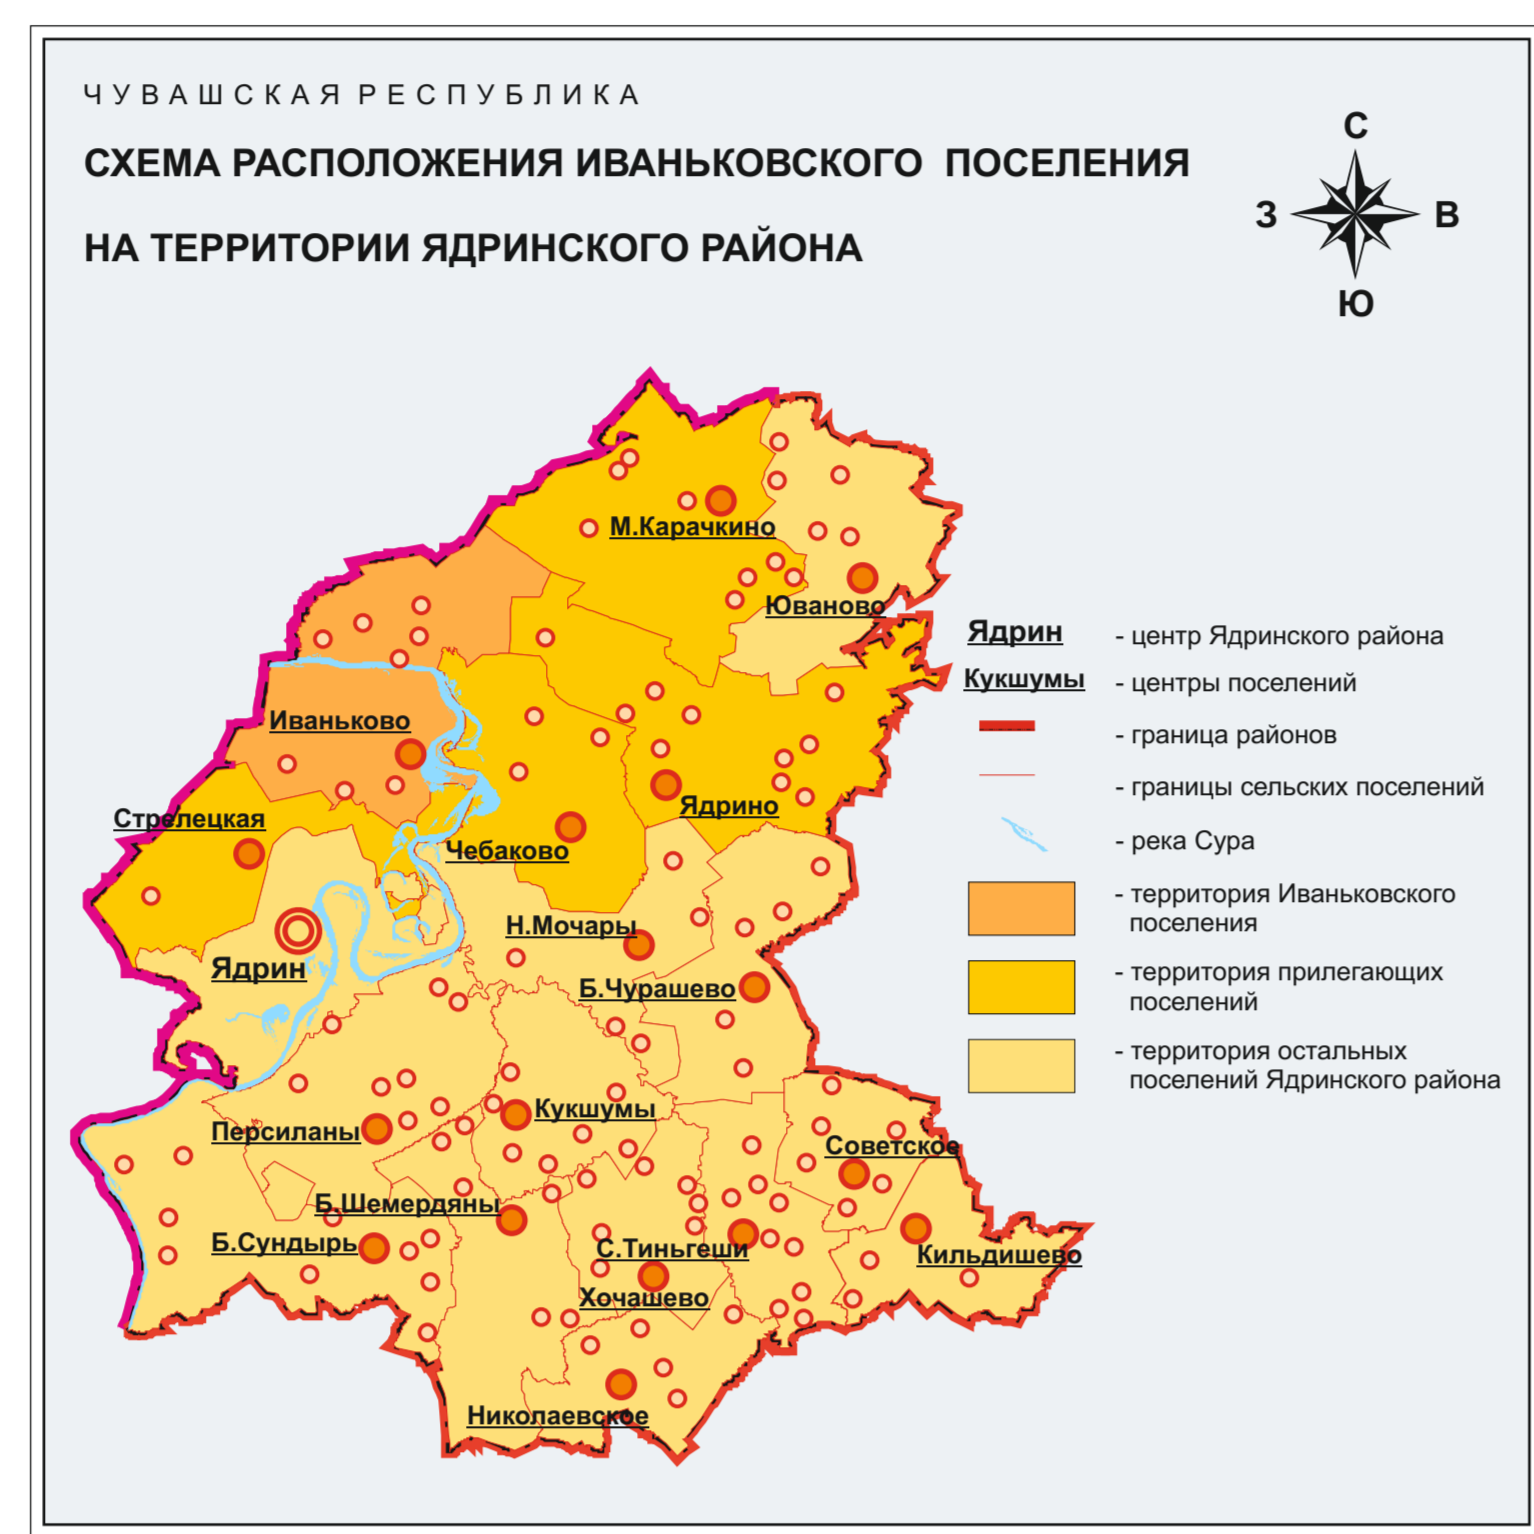 ЧУВАШСКАЯ РЕСПУБЛИКА
СХЕМА РАСПОЛОЖЕНИЯ ИВАНЬКОВСКОГО ПОСЕЛЕНИЯ
НА ТЕРРИТОРИИ ЯДРИНСКОГО РАЙОНА
С
З
В
Ю
М.Карачкино
Юваново
Иваньково
Стрелецкая
Ядрино
Чебаково
Н.Мочары
Ядрин
Б.Чурашево
Кукшумы
Персиланы
Советское
Б.Шемердяны
Б.Сундырь
С.Тиньгеши
Кильдишево
Хочашево
Николаевское
Ядрин - центр Ядринского района
Кукшумы - центры поселений
- граница районов
- границы сельских поселений
- река Сура
- территория Иваньковского
поселения
- территория прилегающих
поселений
- территория остальных
поселений Ядринского района